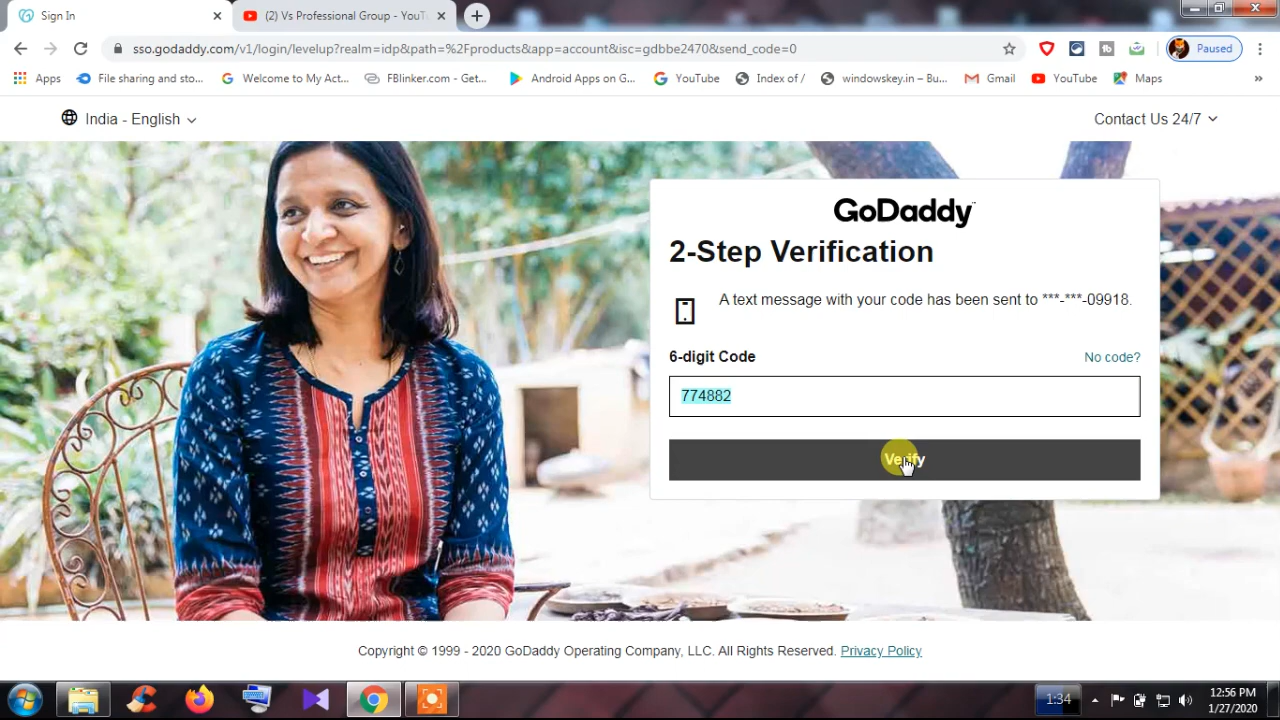 Sign In
(2) Vs Professional Group - YouT
sso.godaddy.com/v1/login/levelup?realm=idp&path=%2Fproducts&app=account&isc=gdbbe2470&send_code=0
Paused
Apps
File sharing and sto...
Welcome to My Act...
FBlinker.com - Get...
Android Apps on G...
YouTube
Index of /
windowskey.in – Bu...
Gmail
YouTube
Maps
»
India - English
Contact Us 24/7
GoDaddy
2-Step Verification
A text message with your code has been sent to ***-***-09918.
6-digit Code
No code?
774882
Verify
Copyright © 1999 - 2020 GoDaddy Operating Company, LLC. All Rights Reserved. Privacy Policy
1:34
12:56 PM
1/27/2020